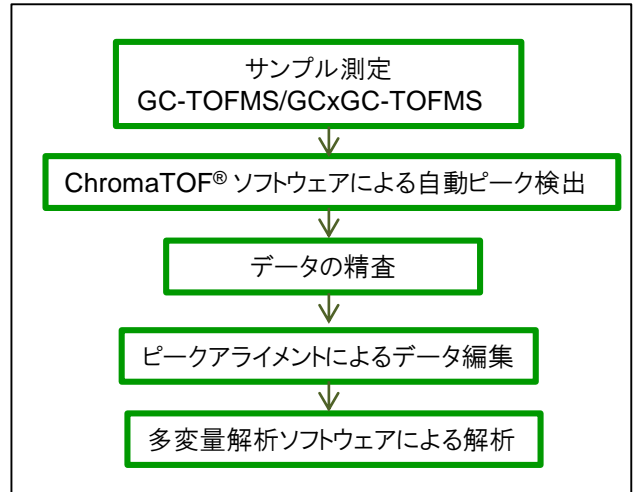 サンプル測定
GC-TOFMS/GCxGC-TOFMS
ChromaTOF® ソフトウェアによる自動ピーク検出
データの精査
ピークアライメントによるデータ編集
多変量解析ソフトウェアによる解析